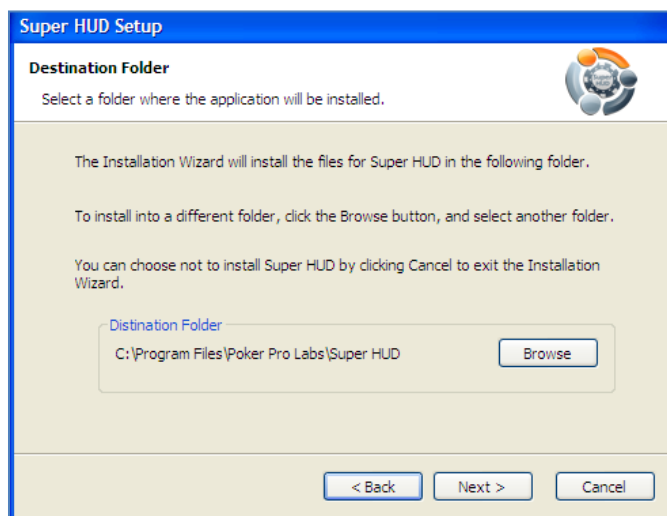 Super HUD Setup
Destination Folder
Select a folder where the application will be installed.
Super
HUD
The Installation Wizard will install the files for Super HUD in the following folder.
To install into a different folder, click the Browse button, and select another folder.
You can choose not to install Super HUD by clicking Cancel to exit the Installation
Wizard.
Distination Folder
C:\Program Files\Poker Pro Labs\Super HUD
Browse
< Back
Next >
Cancel